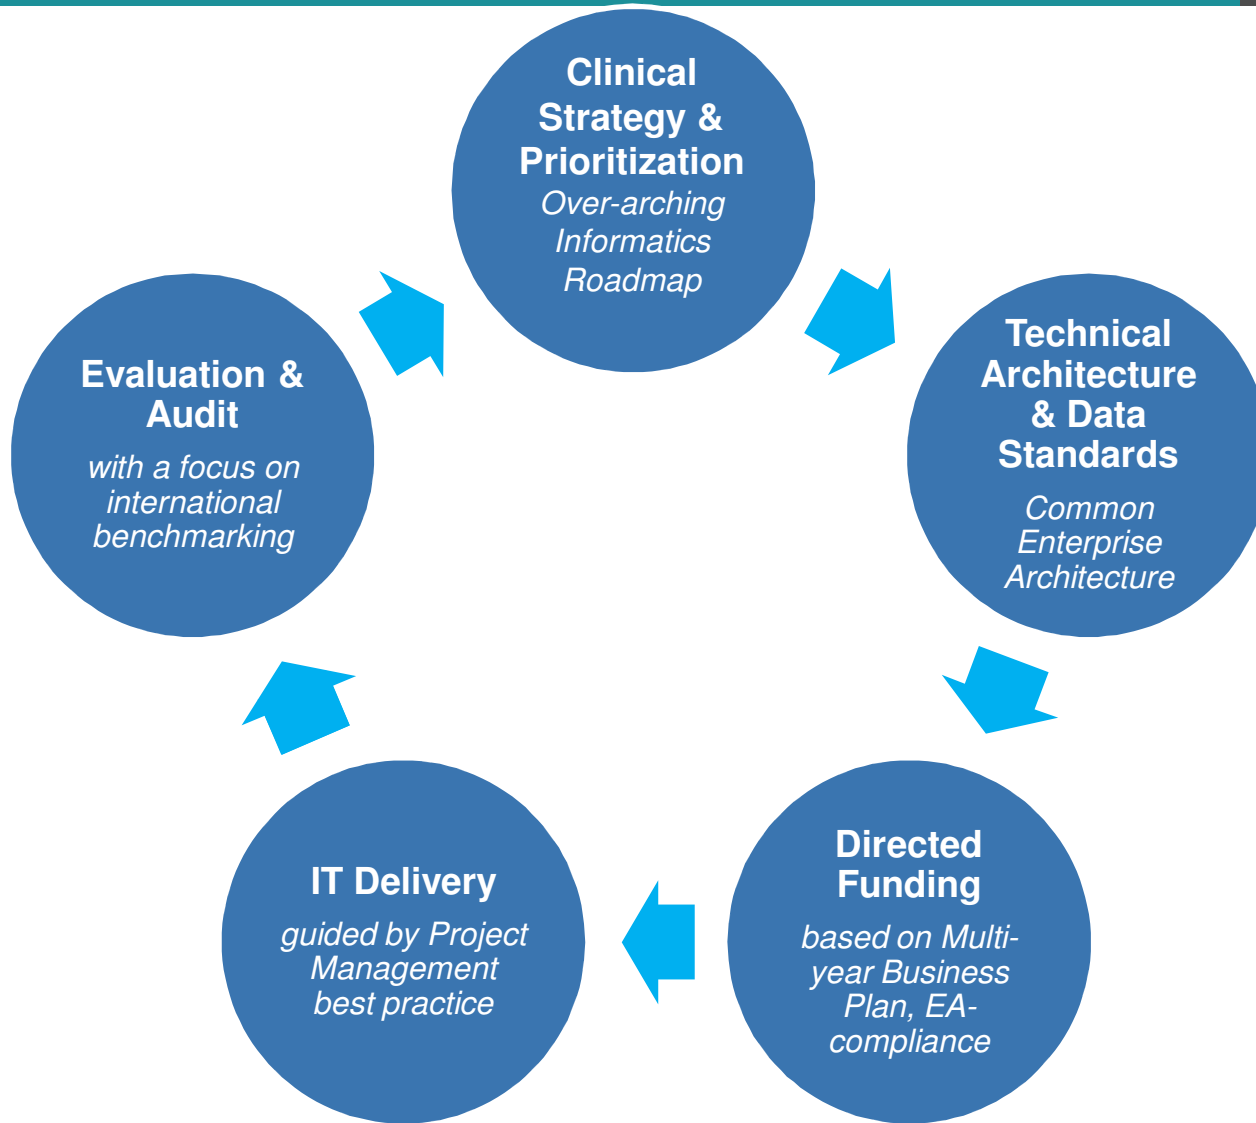 Clinical
Strategy &
Prioritization
Over-arching
Informatics
Roadmap
Technical
Architecture
& Data
Standards
Common
Enterprise
Architecture
Directed
Funding
based on Multi-
year Business
Plan, EA-
compliance
IT Delivery
guided by Project
Management
best practice
Evaluation &
Audit
with a focus on
international
benchmarking